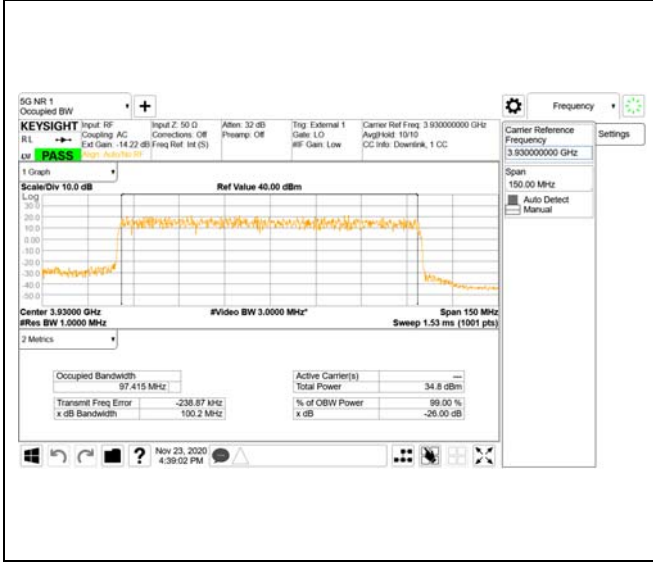 5G NR 1
Occupied BW
Frequency
KEYSIGHT
Input: RF
Input Z: 50 Ω
Atten: 32 dB
Trig: External 1
Carrier Ref Freq: 3.930000000 GHz
R L
Coupling: AC
Corrections: Off
Preamp: Off
Gate: LO
Avg|Hold: 10/10
Ext Gain: -14.22 dB
Freq Ref: Int (S)
#IF Gain: Low
CC Info: Downlink, 1 CC
PASS
Align: Auto/No RF
Carrier Reference
Frequency
3.930000000 GHz
Settings
Span
150.00 MHz
Auto Detect
Manual
1 Graph
Scale/Div 10.0 dB
Ref Value 40.00 dBm
Log
30.0
20.0
10.0
0.00
-10.0
-20.0
-30.0
-40.0
-50.0
Center 3.93000 GHz
#Video BW 3.0000 MHz*
Span 150 MHz
#Res BW 1.0000 MHz
Sweep 1.53 ms (1001 pts)
2 Metrics
Occupied Bandwidth
97.415 MHz
Active Carrier(s)
---
Total Power
34.8 dBm
Transmit Freq Error
-238.87 kHz
% of OBW Power
99.00 %
x dB Bandwidth
100.2 MHz
x dB
-26.00 dB
?
Nov 23, 2020
4:39:02 PM